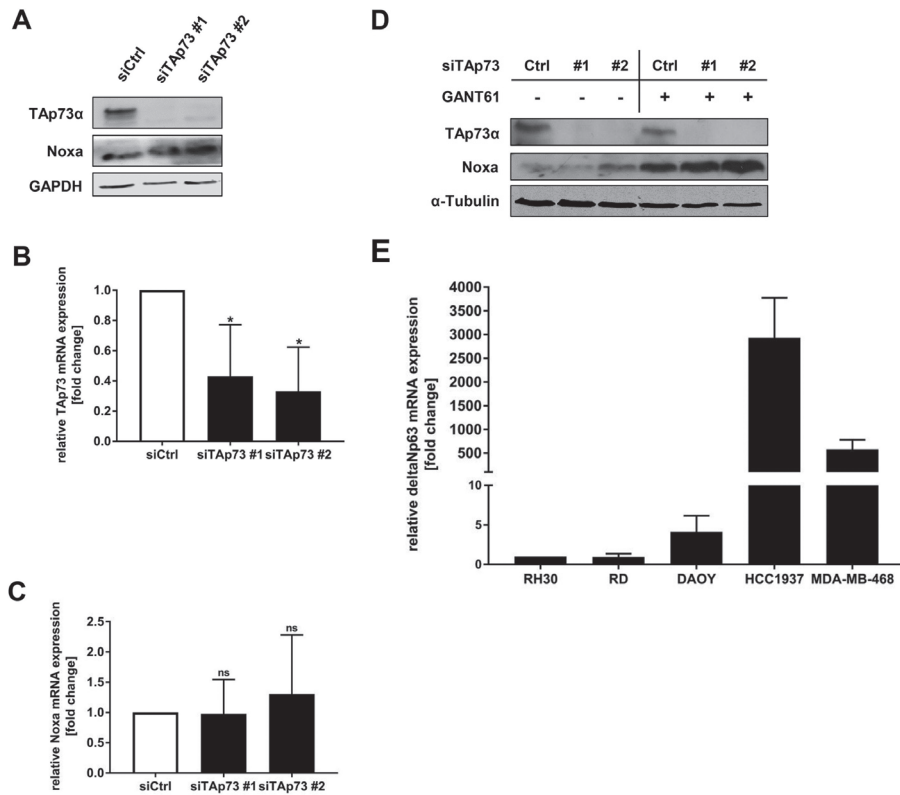 A
siCtrl
siTAp73 #1
siTAp73 #2
TAp73α
Noxa
GAPDH
B
relative TAp73 mRNA expression
[fold change]
1.0
0.8
0.6
0.4
0.2
0.0
*
*
siCtrl siTAp73 #1 siTAp73 #2
C
relative Noxa mRNA expression
[fold change]
2.5
2.0
1.5
1.0
0.5
0.0
ns
ns
siCtrl siTAp73 #1 siTAp73 #2
D
siTAp73 Ctrl #1 #2 Ctrl #1 #2
GANT61 - - - + + +
TAp73α
Noxa
α-Tubulin
E
relative deltaNp63 mRNA expression
[fold change]
4000
3500
3000
2500
2000
1500
1000
500
10
5
0
RH30 RD DAOY HCC1937 MDA-MB-468